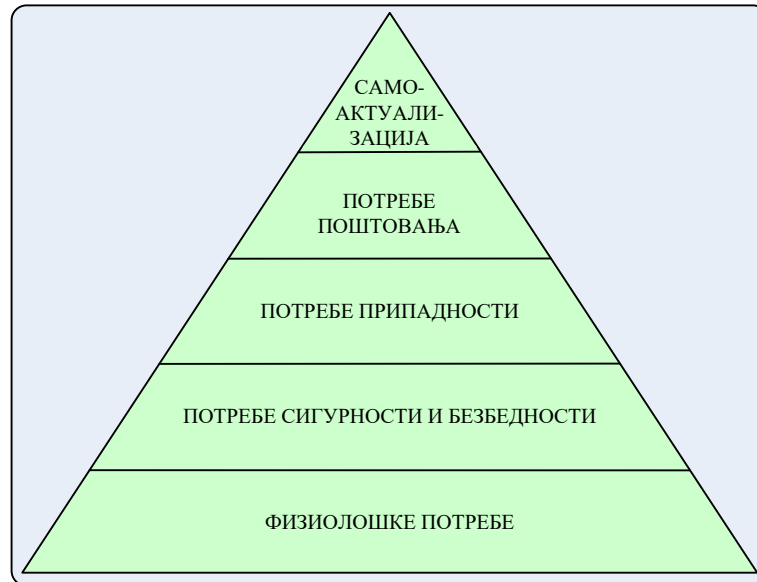 САМО-
АКТУАЛИ-
ЗАЦИЈА
ПОТРЕБЕ
ПОШТОВАЊА
ПОТРЕБЕ ПРИПАДНОСТИ
ПОТРЕБЕ СИГУРНОСТИ И БЕЗБЕДНОСТИ
ФИЗИОЛОШКЕ ПОТРЕБЕ